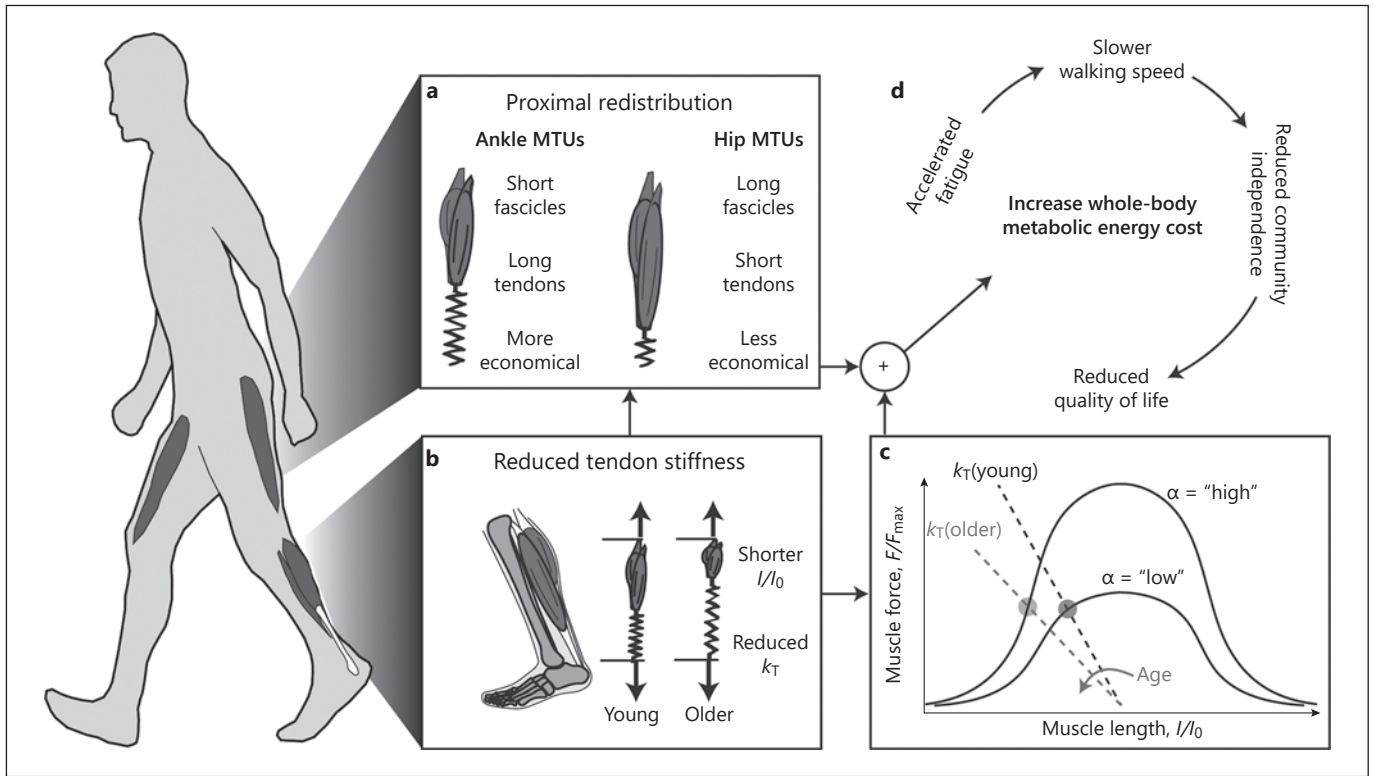 a
Proximal redistribution
Ankle MTUs
Hip MTUs
Short
fascicles
Long
fascicles
Long
tendons
Short
tendons
More
economical
Less
economical
b
Reduced tendon stiffness
Shorter
l/l0
Reduced
kT
Young
Older
+
c
kT(young)
kT(older)
α = “high”
α = “low”
Age
Muscle force, F/Fmax
Muscle length, l/l0
d
Slower
walking speed
Accelerated
fatigue
Increase whole-body
metabolic energy cost
Reduced community
independence
Reduced
quality of life